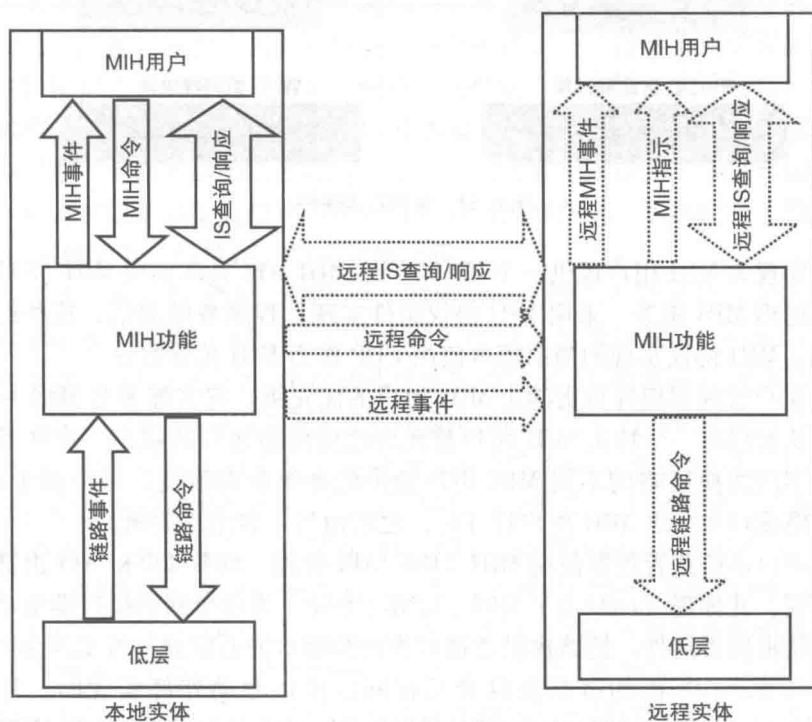 MIH用户
MIH事件
MIH命令
IS查询/响应
MIH功能
链路事件
链路命令
低层
本地实体
远程IS查询/响应
远程命令
远程事件
MIH用户
远程MIH事件
MIH指示
远程IS查询/响应
MIH功能
远程链路命令
低层
远程实体